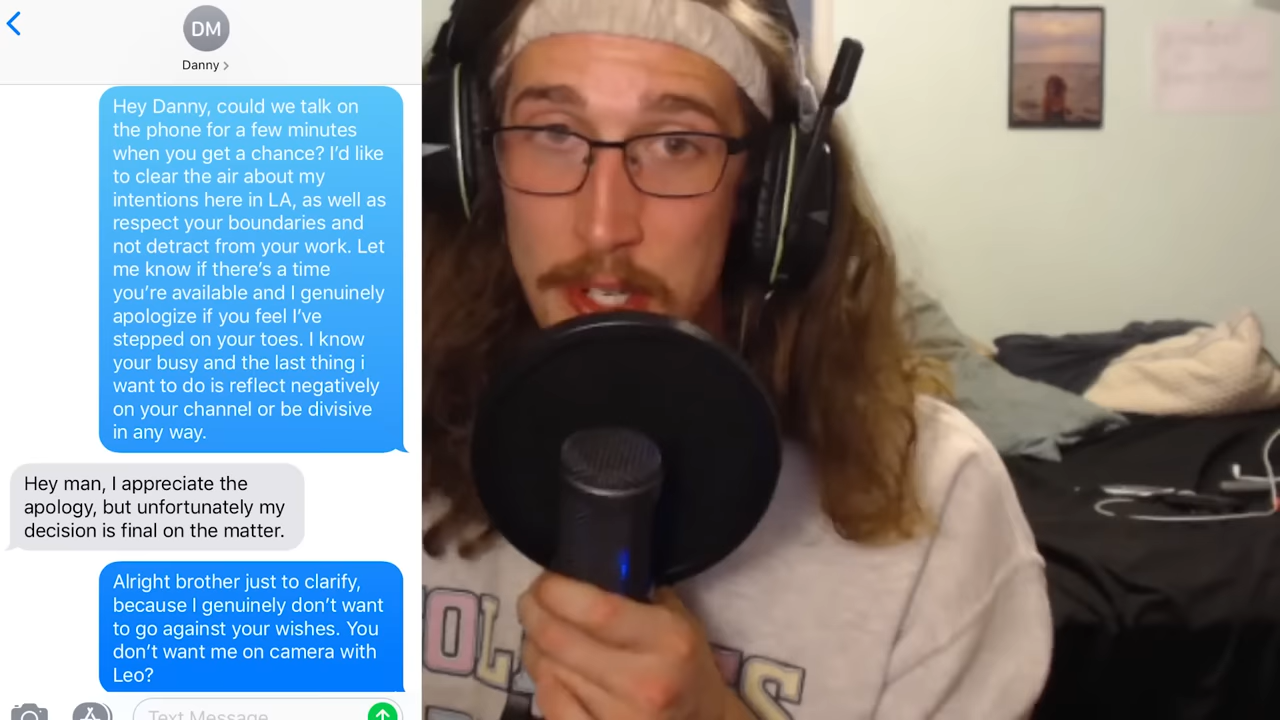 DM
Danny >
Hey Danny, could we talk on
the phone for a few minutes
when you get a chance? I'd like
to clear the air about my
intentions here in LA, as well as
respect your boundaries and
not detract from your work. Let
me know if there's a time
you're available and I genuinely
apologize if you feel I've
stepped on your toes. I know
your busy and the last thing i
want to do is reflect negatively
on your channel or be divisive
in any way.
Hey man, I appreciate the
apology, but unfortunately my
decision is final on the matter.
Alright brother just to clarify,
because I genuinely don't want
to go against your wishes. You
don't want me on camera with
Leo?
Text Message